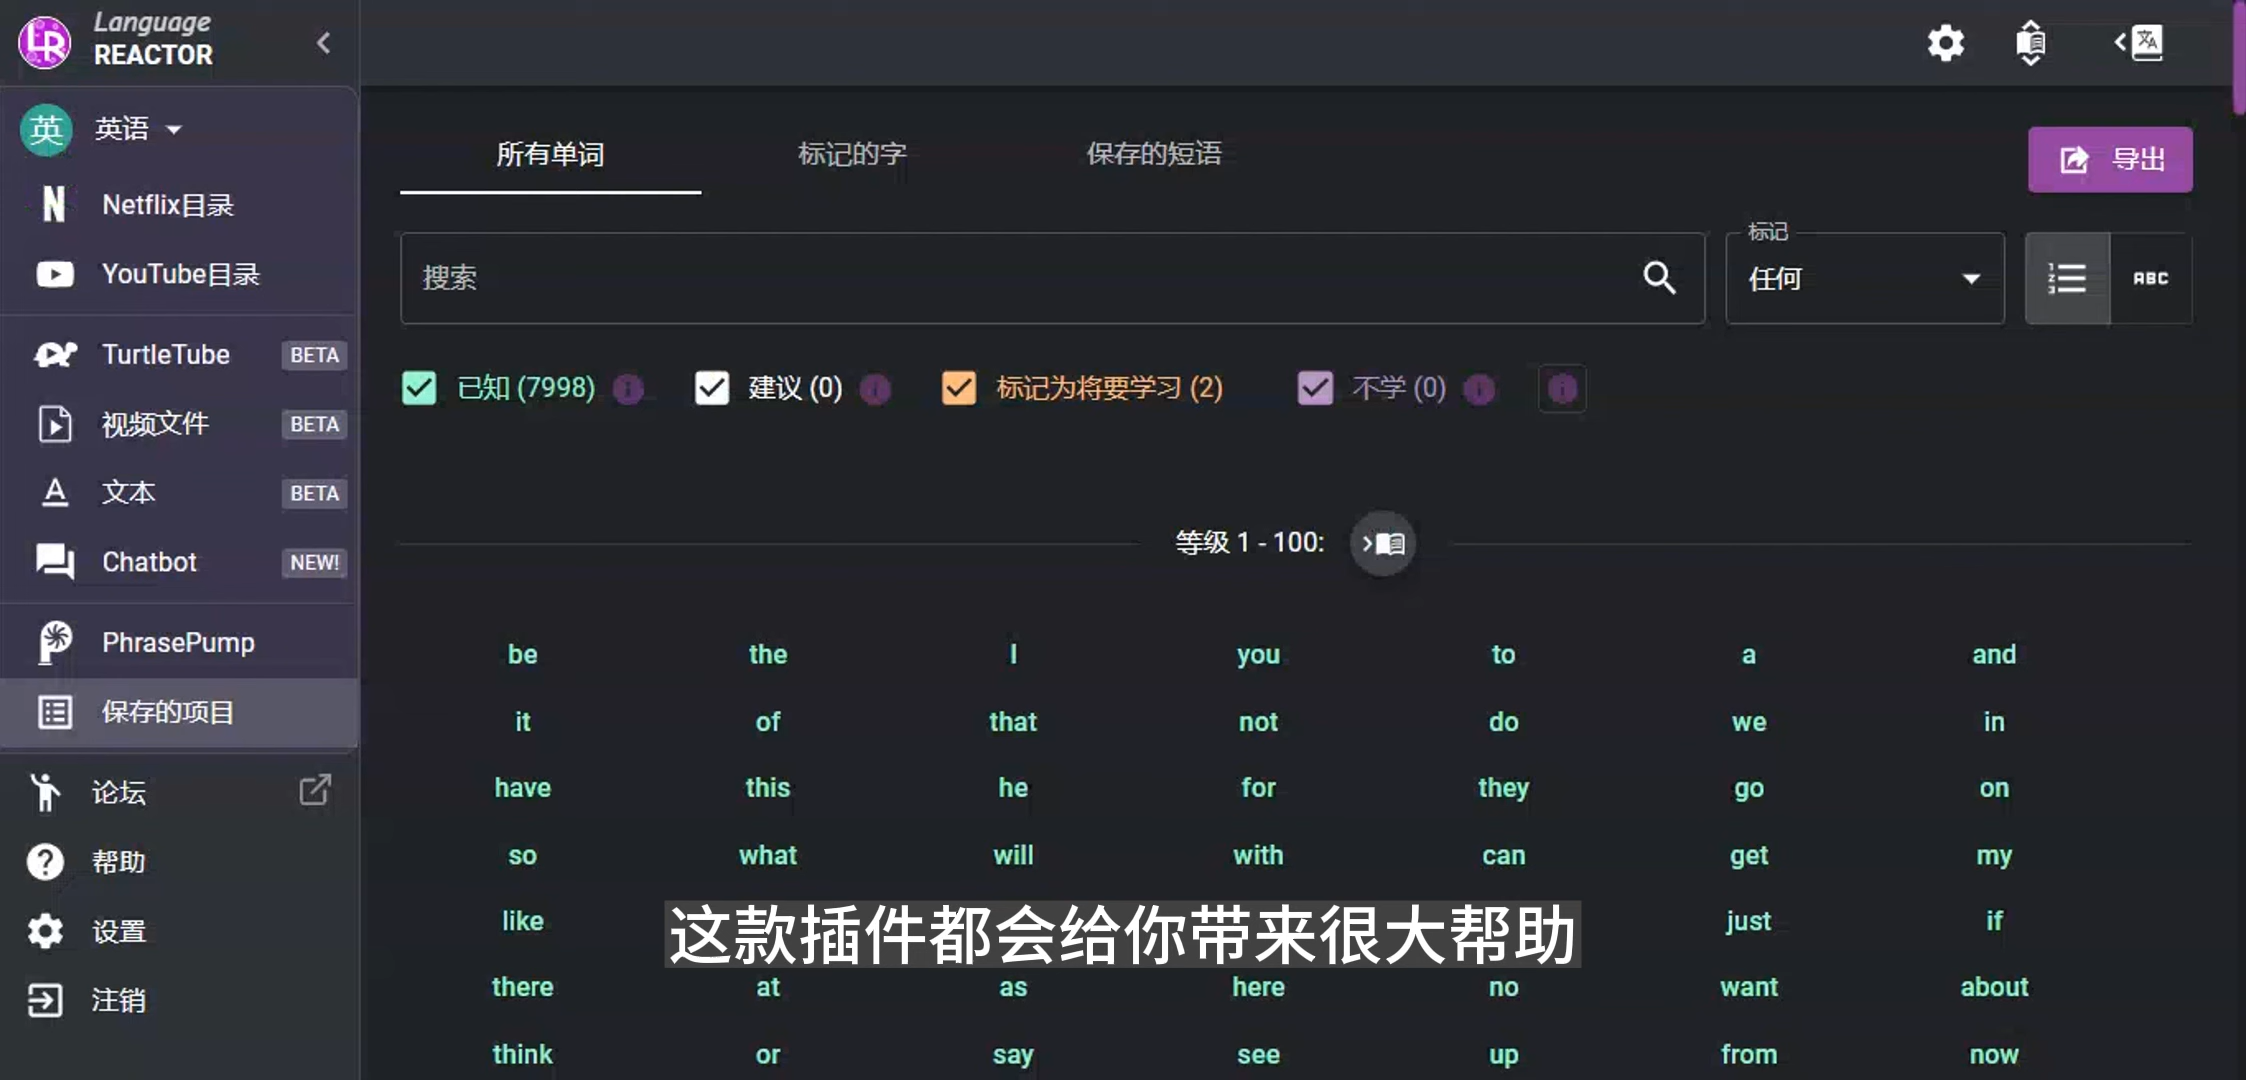 Language
REACTOR
英 英语
Netflix目录
YouTube目录
TurtleTube BETA
视频文件 BETA
文本 BETA
Chatbot NEW!
PhrasePump
保存的项目
论坛
帮助
设置
注销
所有单词 标记的字 保存的短语 导出
搜索
标记
任何
ABC
已知 (7998) 建议 (0) 标记为将要学习 (2) 不学 (0)
等级 1 - 100:
be the I you to a and
it of that not do we in
have this he for they go on
so what will with can get my
like just if
这款插件都会给你带来很大帮助
there at as here no want about
think or say see up from now